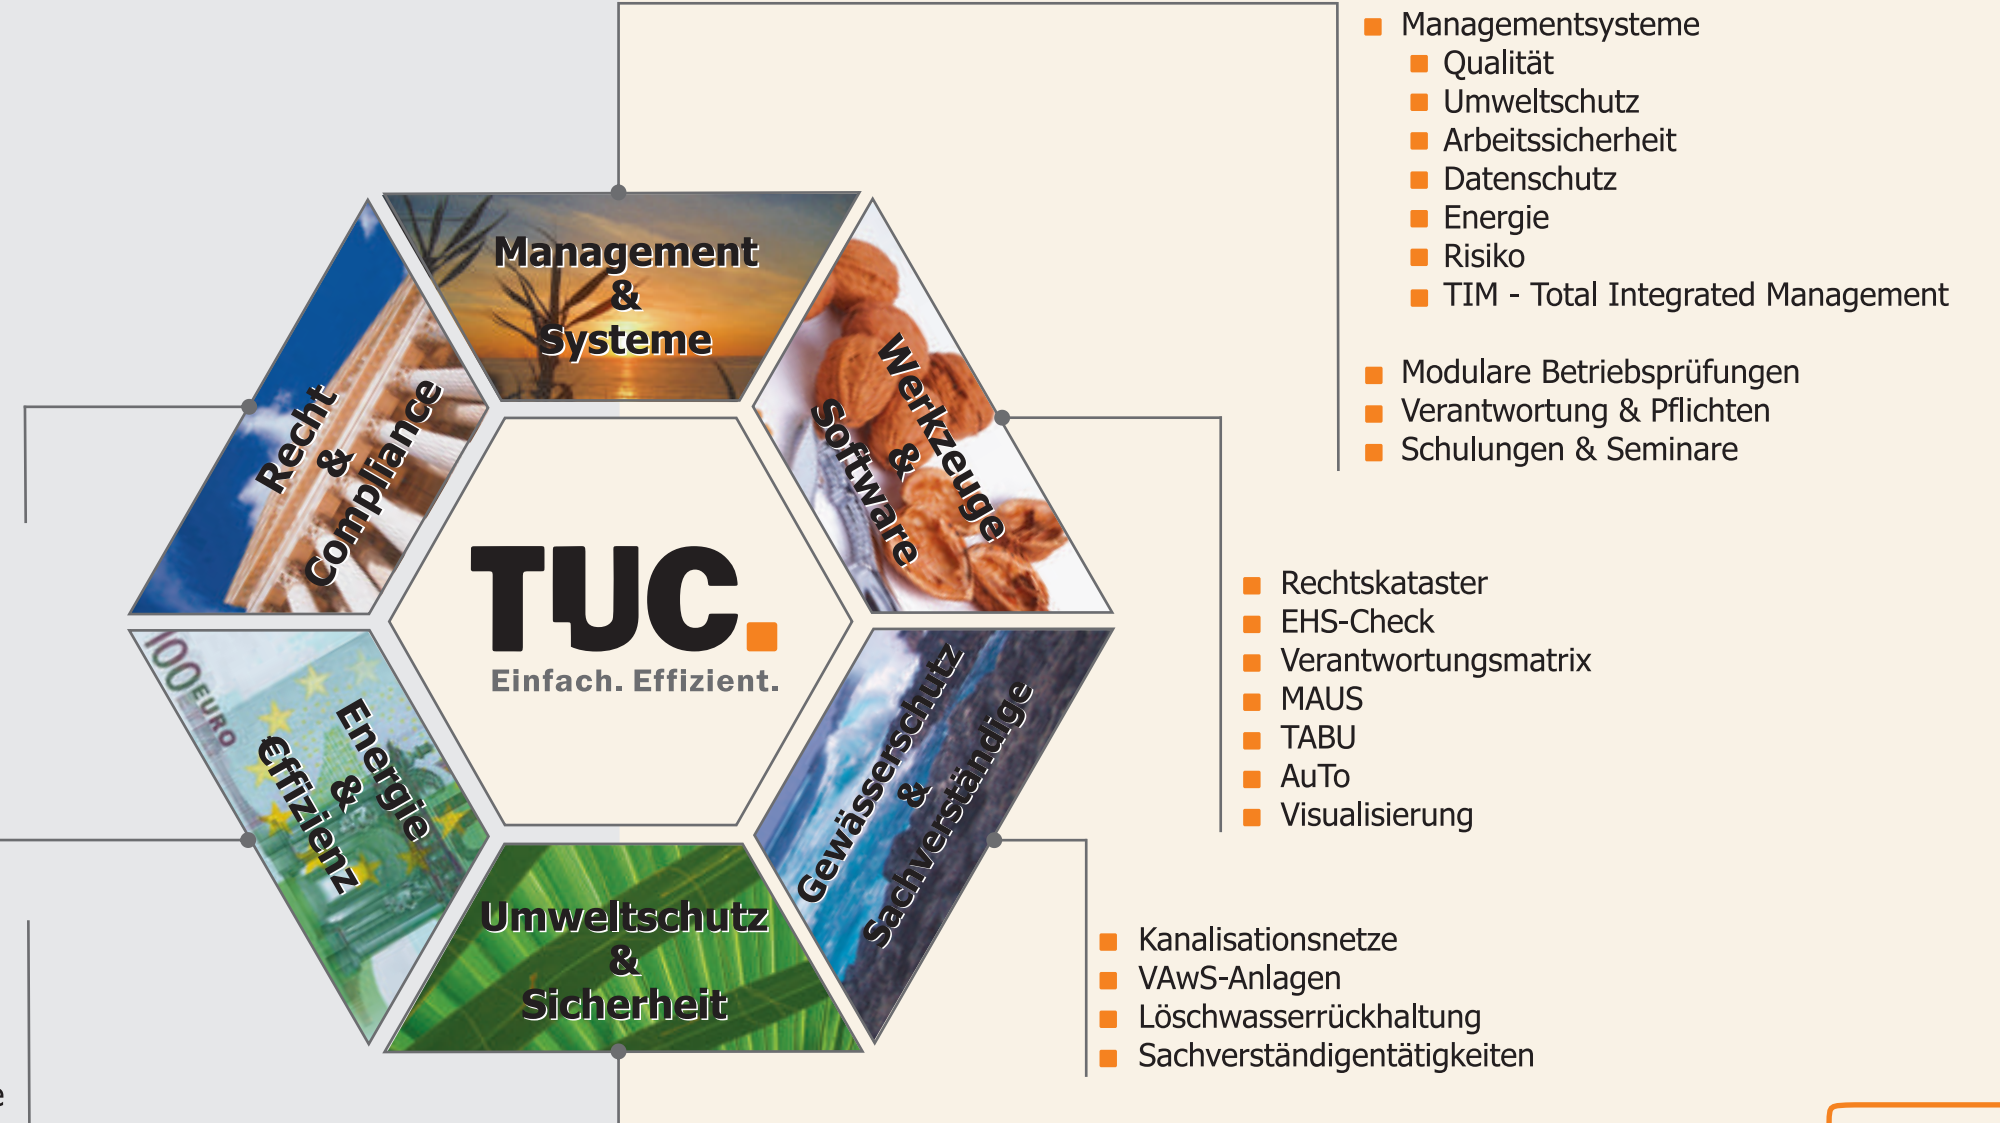 Managementsysteme
Qualität
Umweltschutz
Arbeitssicherheit
Datenschutz
Energie
Risiko
TIM - Total Integrated Management
Modulare Betriebsprüfungen
Verantwortung & Pflichten
Schulungen & Seminare
Management
&
Systeme
Werkzeuge
&
Software
Recht
&
Compliance
TUC.
Einfach. Effizient.
100 EURO
Energie
&
€ffizienz
Gewässerschutz
&
Sachverständige
Umweltschutz
&
Sicherheit
Rechtskataster
EHS-Check
Verantwortungsmatrix
MAUS
TABU
AuTo
Visualisierung
Kanalisationsnetze
VAwS-Anlagen
Löschwasserrückhaltung
Sachverständigentätigkeiten